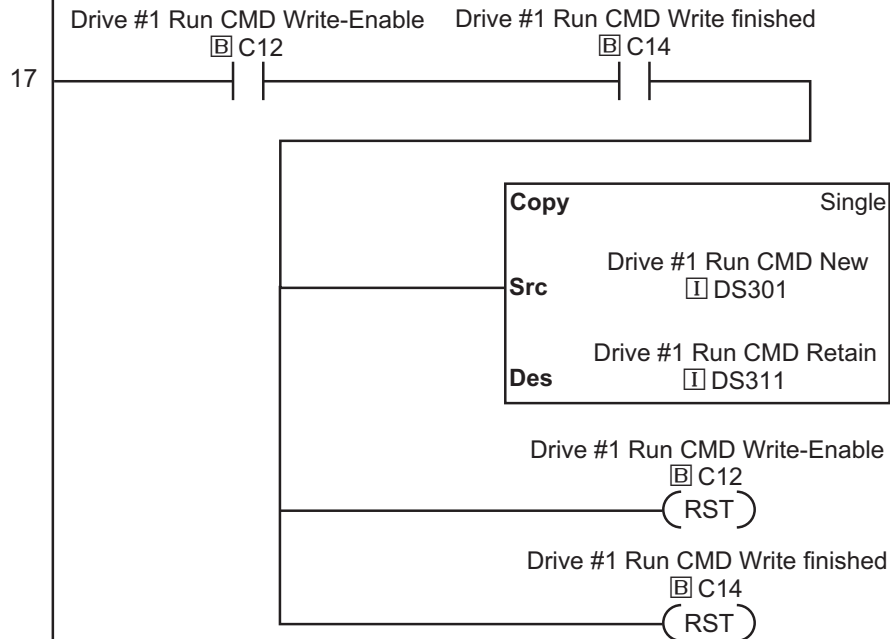 Drive #1 Run CMD Write-Enable Drive #1 Run CMD Write finished
B C12 B C14
17
Copy Single
Drive #1 Run CMD New
Src I DS301
Drive #1 Run CMD Retain
Des I DS311
Drive #1 Run CMD Write-Enable
B C12
RST
Drive #1 Run CMD Write finished
B C14
RST